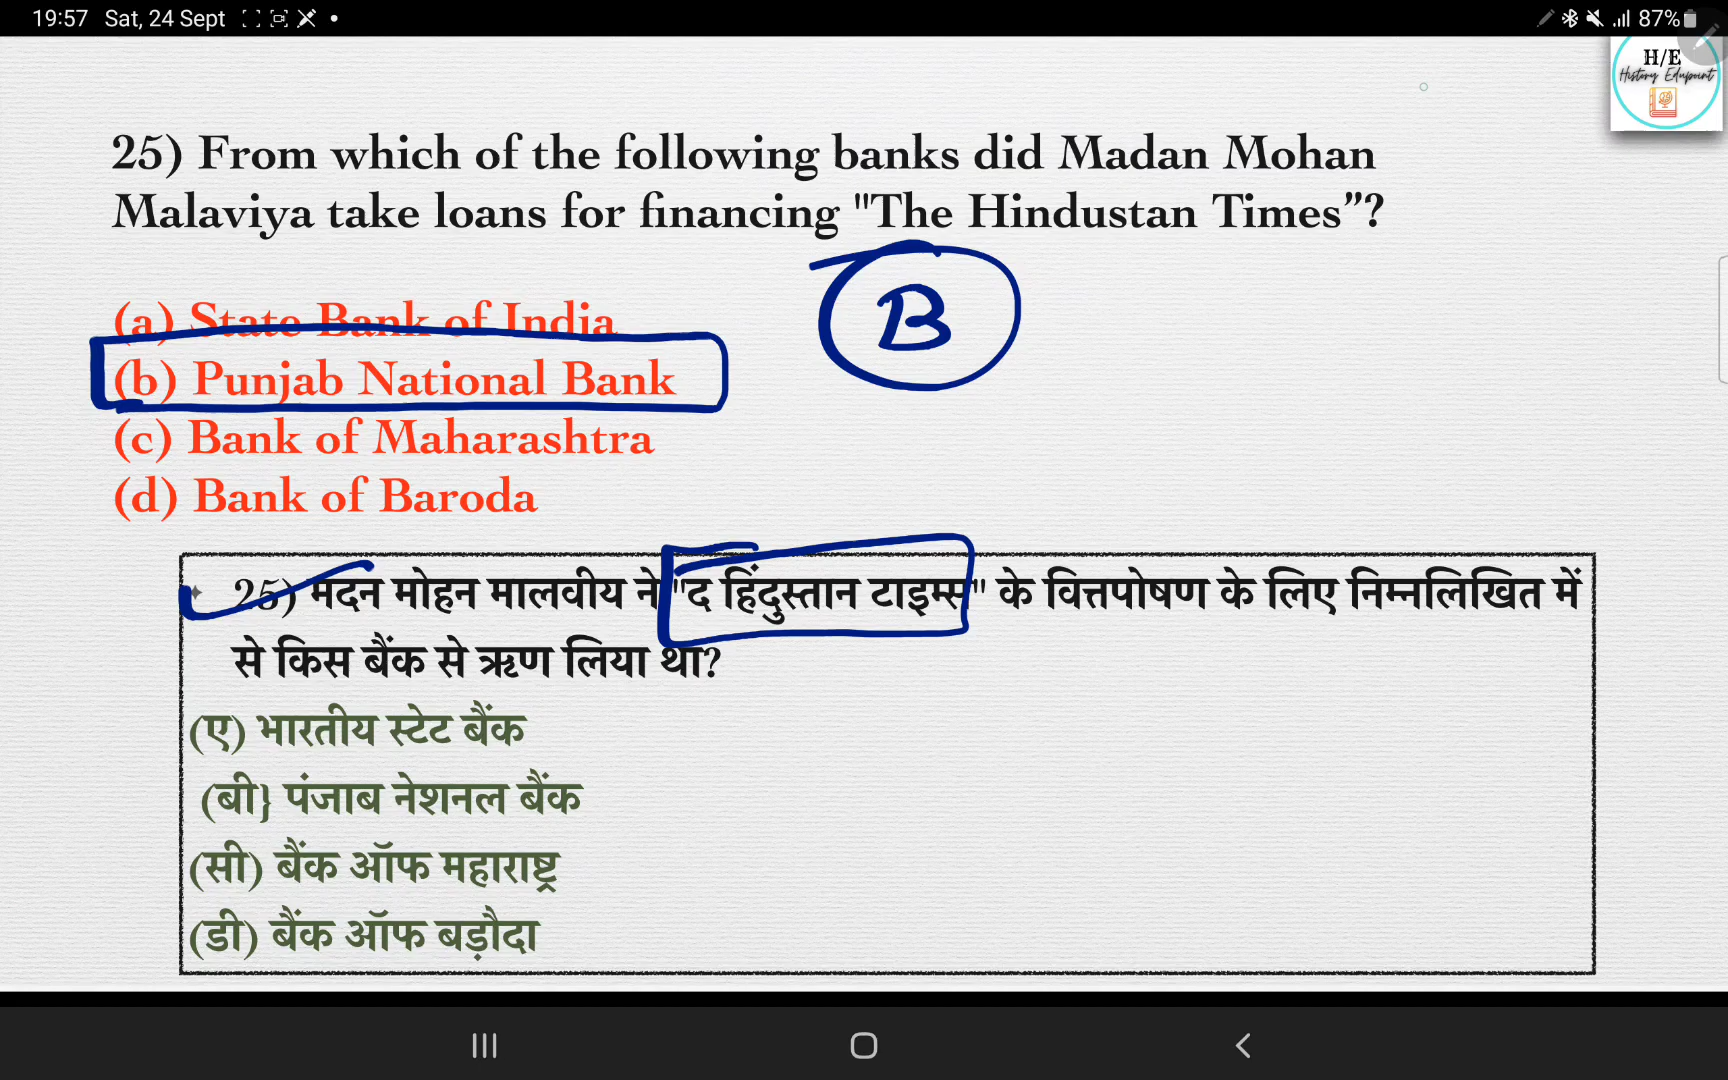 19:57 Sat, 24 Sept
87%
H/E
History Edupoint
25) From which of the following banks did Madan Mohan
Malaviya take loans for financing "The Hindustan Times”?
B
(a) State Bank of India
(b) Punjab National Bank
(c) Bank of Maharashtra
(d) Bank of Baroda
25) मदन मोहन मालवीय ने "द हिंदुस्तान टाइम्स" के वित्तपोषण के लिए निम्नलिखित में
से किस बैंक से ऋण लिया था?
(ए) भारतीय स्टेट बैंक
(बी} पंजाब नेशनल बैंक
(सी) बैंक ऑफ महाराष्ट्र
(डी) बैंक ऑफ बड़ौदा